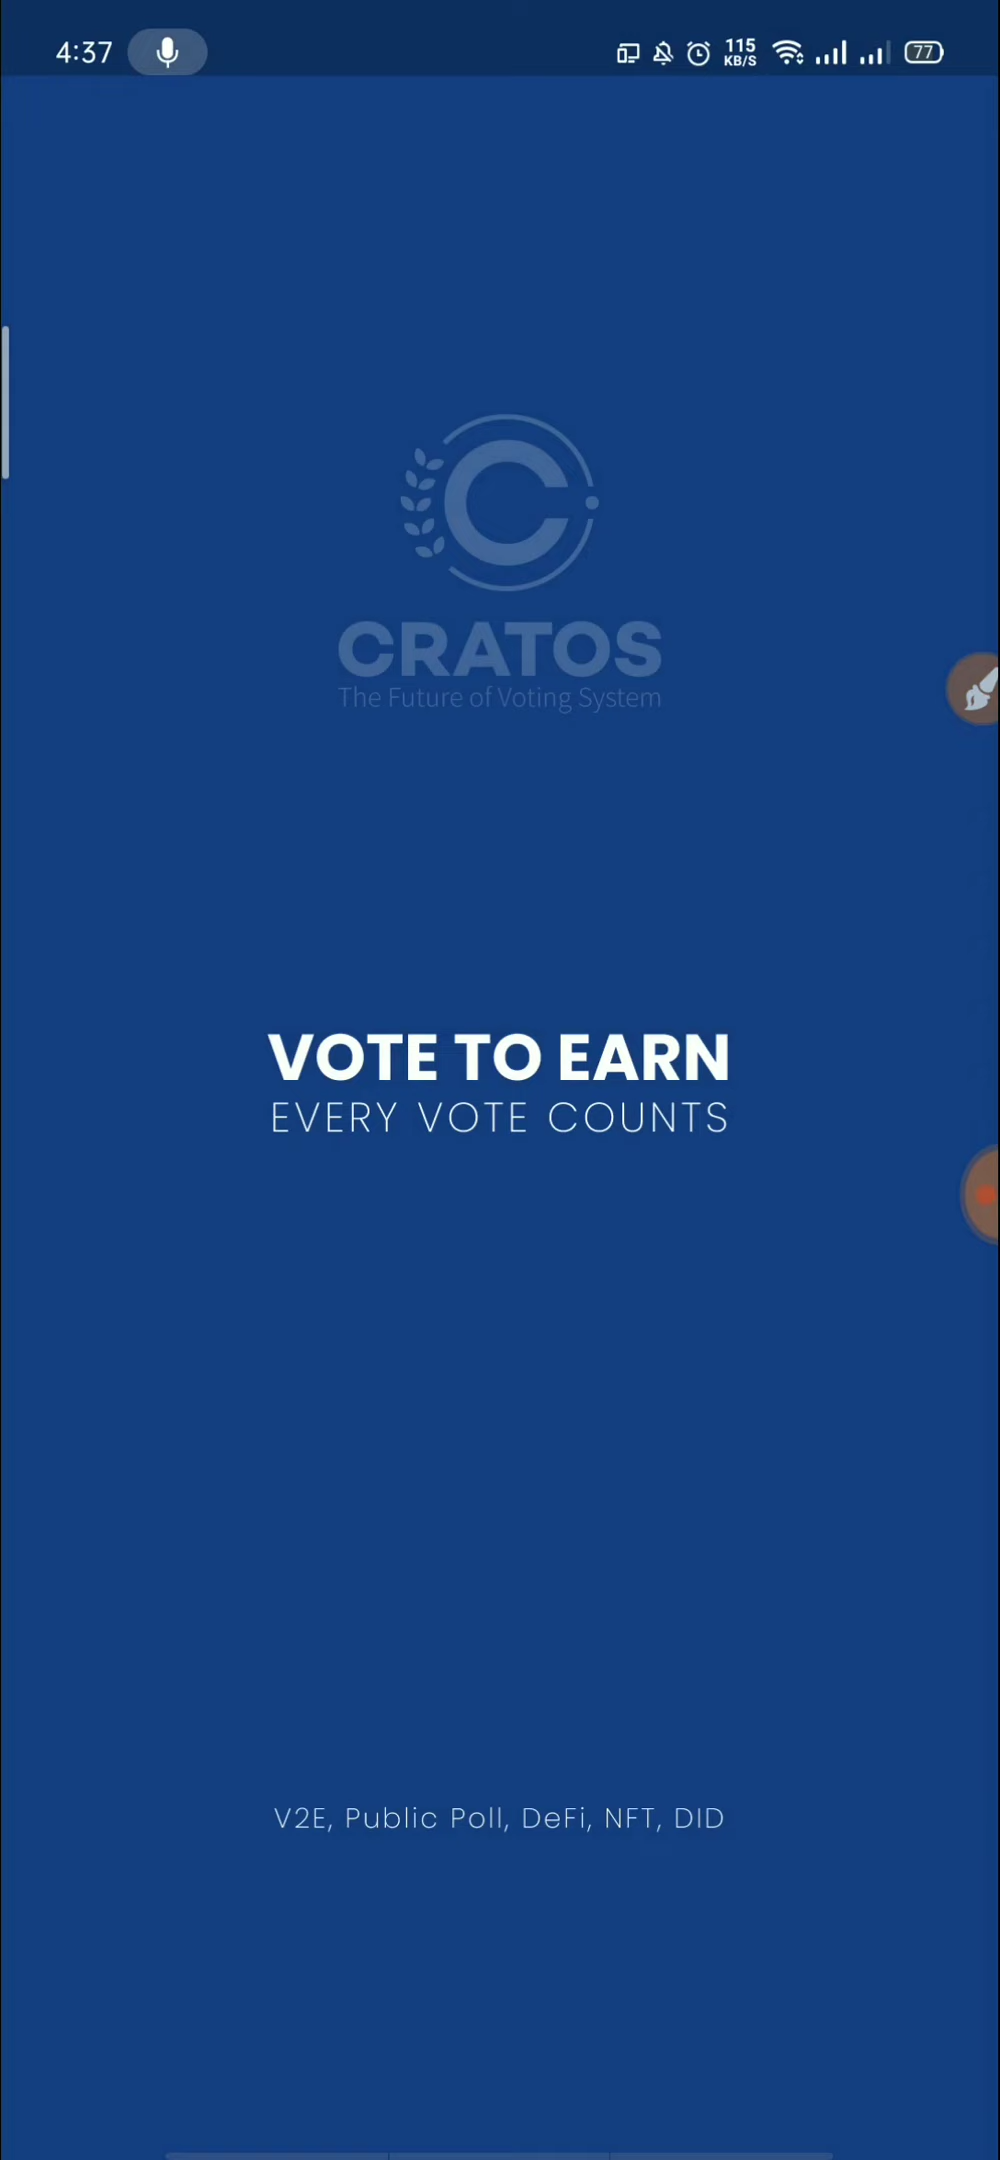 4:37
115
KB/S
77
C
CRATOS
The Future of Voting System
VOTE TO EARN
EVERY VOTE COUNTS
V2E, Public Poll, DeFi, NFT, DID